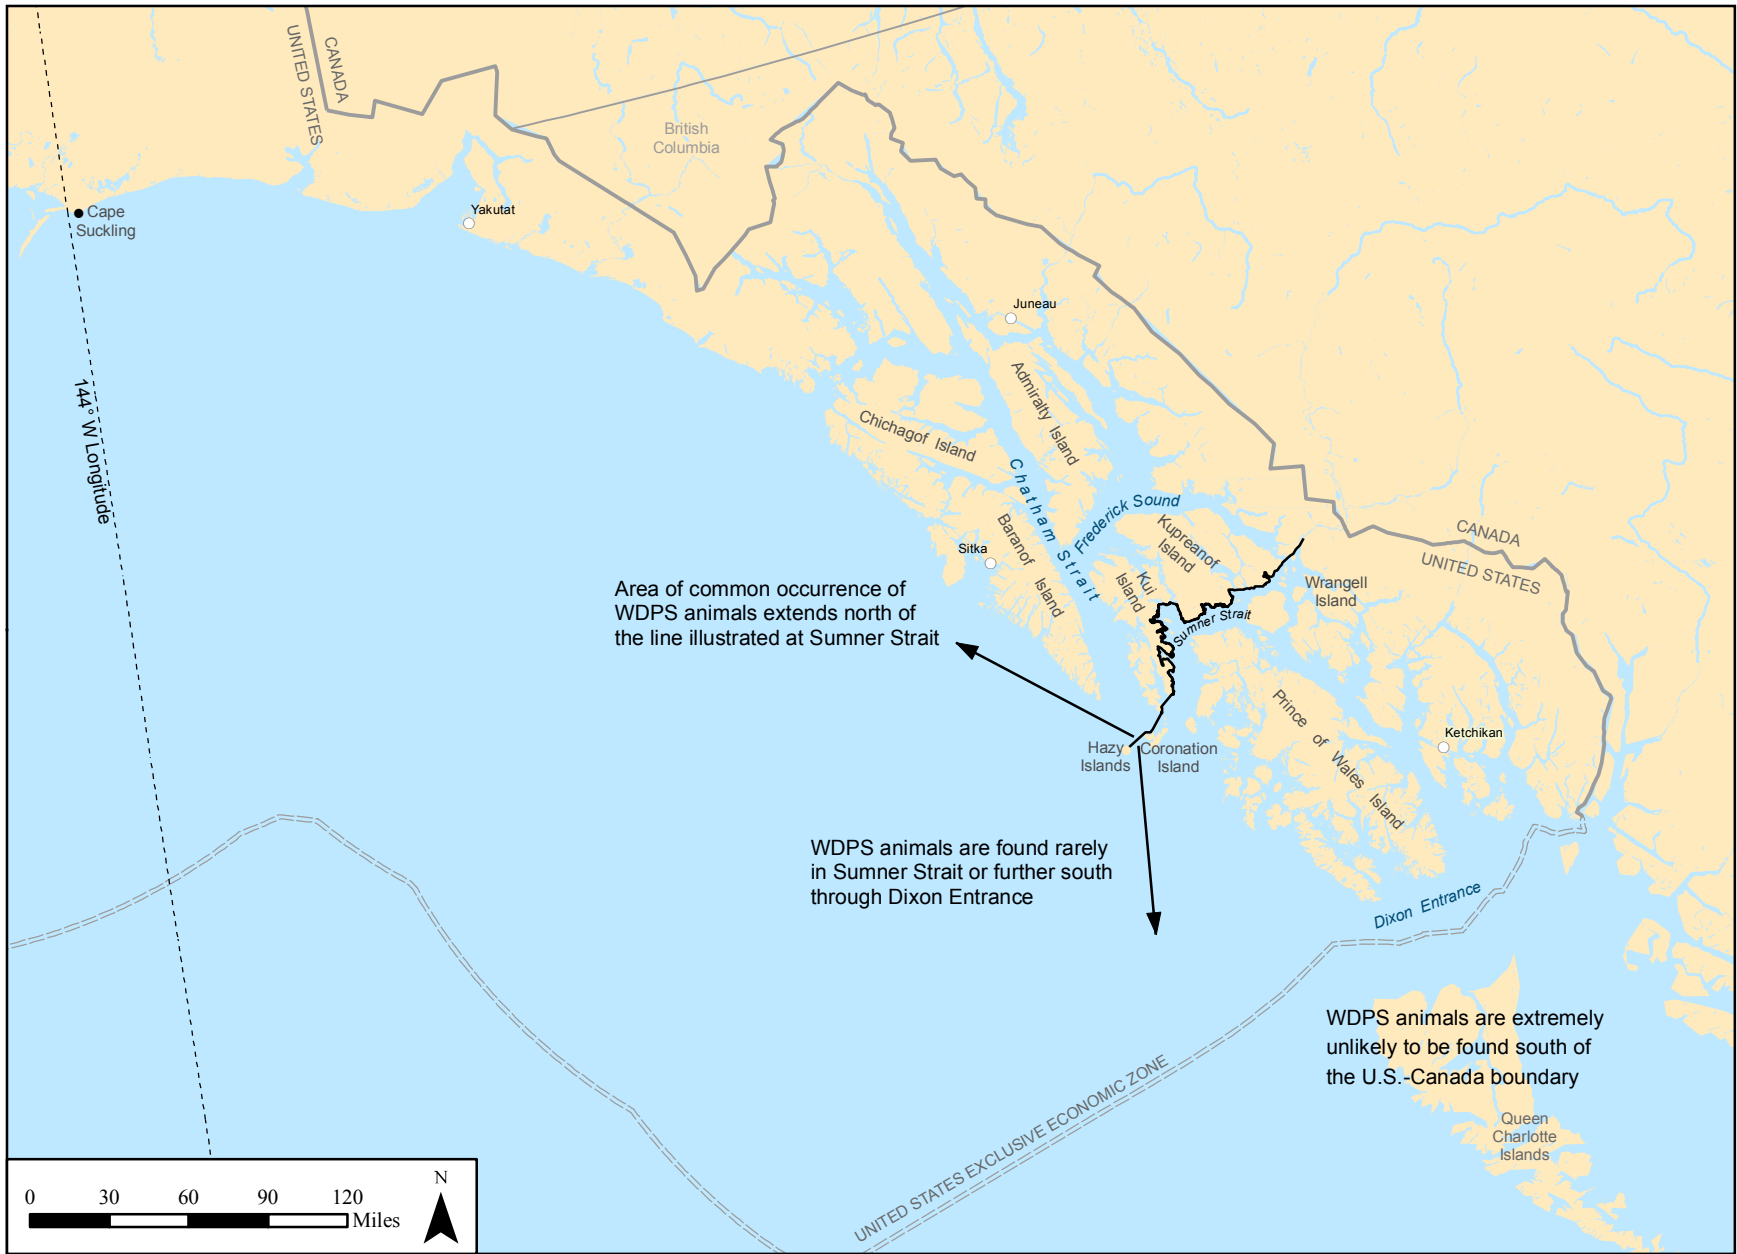 CANADA
UNITED STATES
British
Columbia
Cape
Suckling
Yakutat
Juneau
144° W Longitude
Admiralty Island
Chichagof Island
Chatham Strait
Frederick Sound
Baranof Island
Sitka
Kupreanof
Island
Kui
Island
CANADA
UNITED STATES
Wrangell
Island
Sumner Strait
Area of common occurrence of
WDPS animals extends north of
the line illustrated at Sumner Strait
Prince of Wales Island
Ketchikan
Hazy
Islands
Coronation
Island
WDPS animals are found rarely
in Sumner Strait or further south
through Dixon Entrance
Dixon Entrance
WDPS animals are extremely
unlikely to be found south of
the U.S.-Canada boundary
UNITED STATES EXCLUSIVE ECONOMIC ZONE
Queen
Charlotte
Islands
N
0 30 60 90 120
Miles